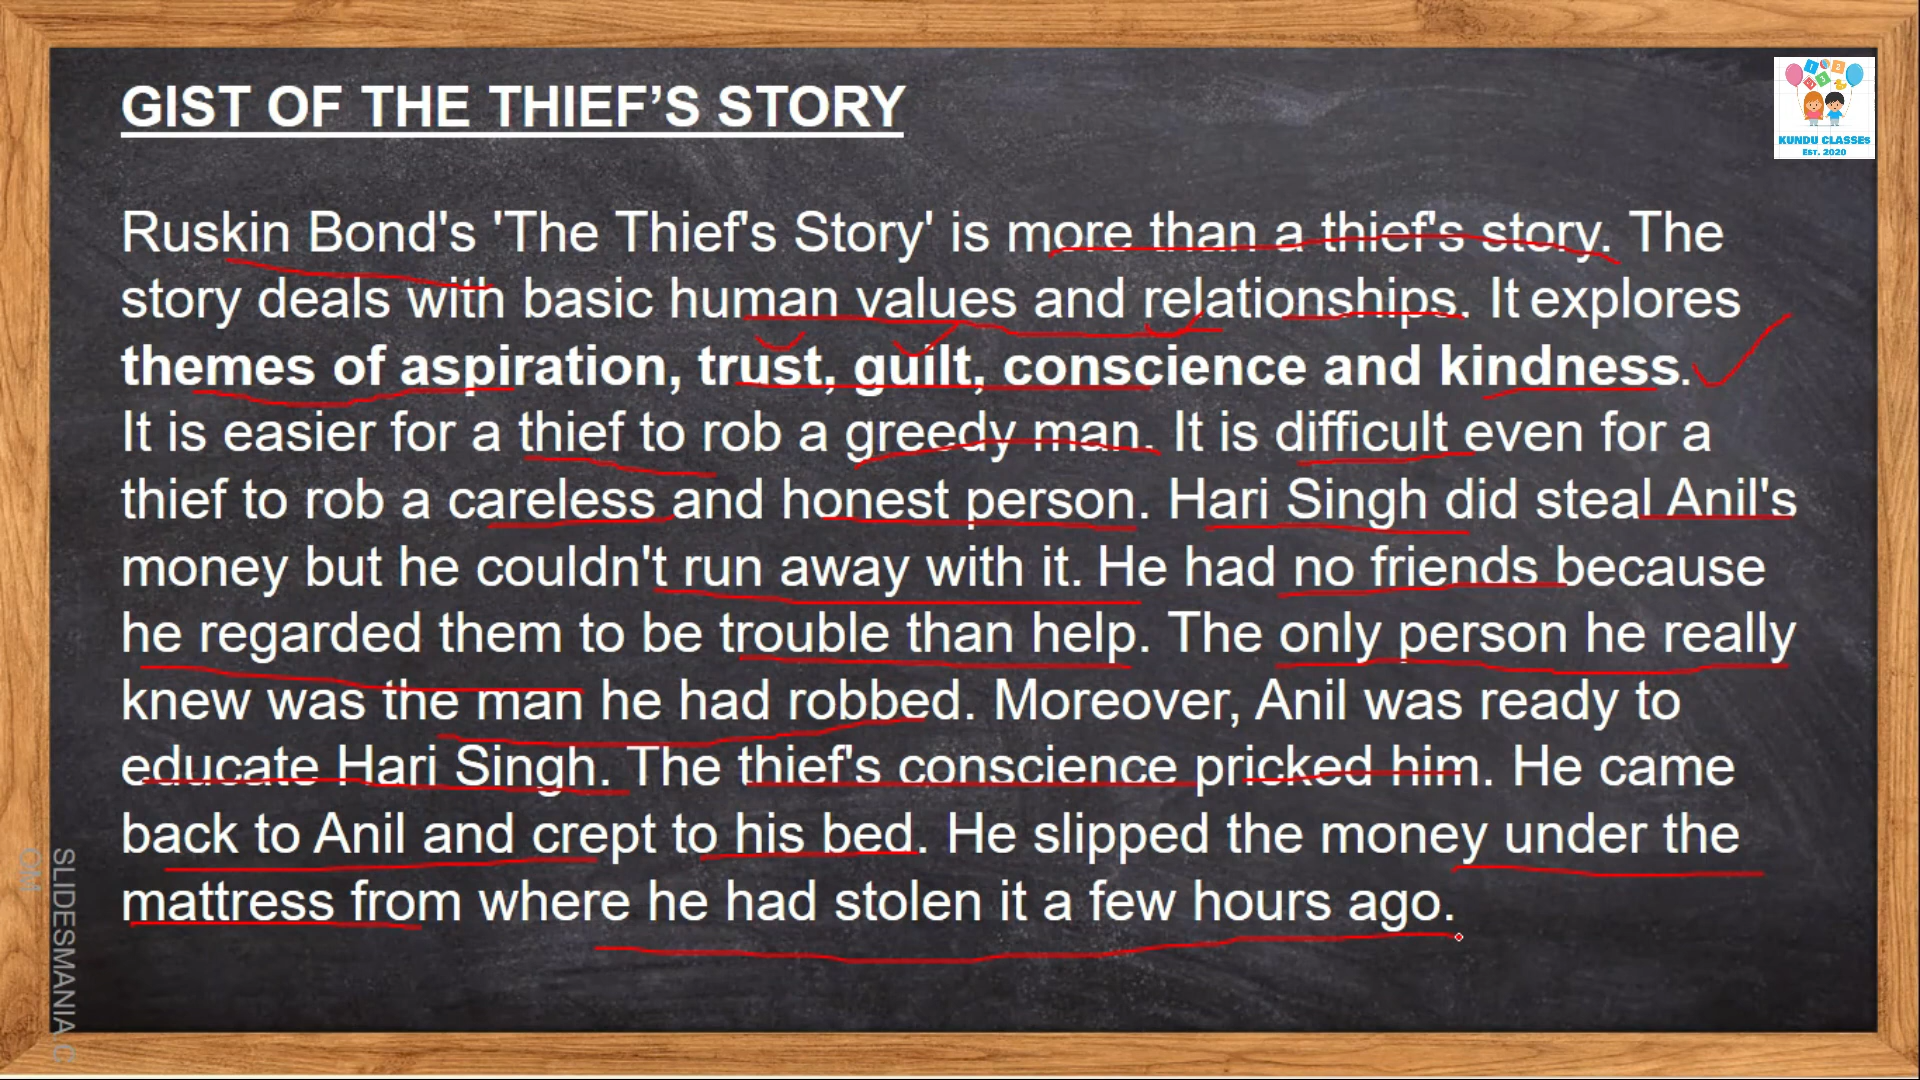 GIST OF THE THIEF’S STORY
KUNDU CLASSES
EST. 2020
Ruskin Bond's 'The Thief's Story' is more than a thief's story. The
story deals with basic human values and relationships. It explores
themes of aspiration, trust, guilt, conscience and kindness.
It is easier for a thief to rob a greedy man. It is difficult even for a
thief to rob a careless and honest person. Hari Singh did steal Anil's
money but he couldn't run away with it. He had no friends because
he regarded them to be trouble than help. The only person he really
knew was the man he had robbed. Moreover, Anil was ready to
educate Hari Singh. The thief's conscience pricked him. He came
back to Anil and crept to his bed. He slipped the money under the
mattress from where he had stolen it a few hours ago.
SLIDESMANIA.C
OM